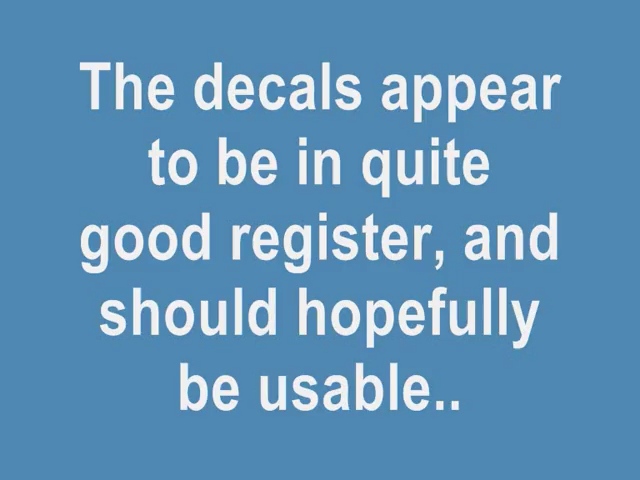 The decals appear
to be in quite
good register, and
should hopefully
be usable..